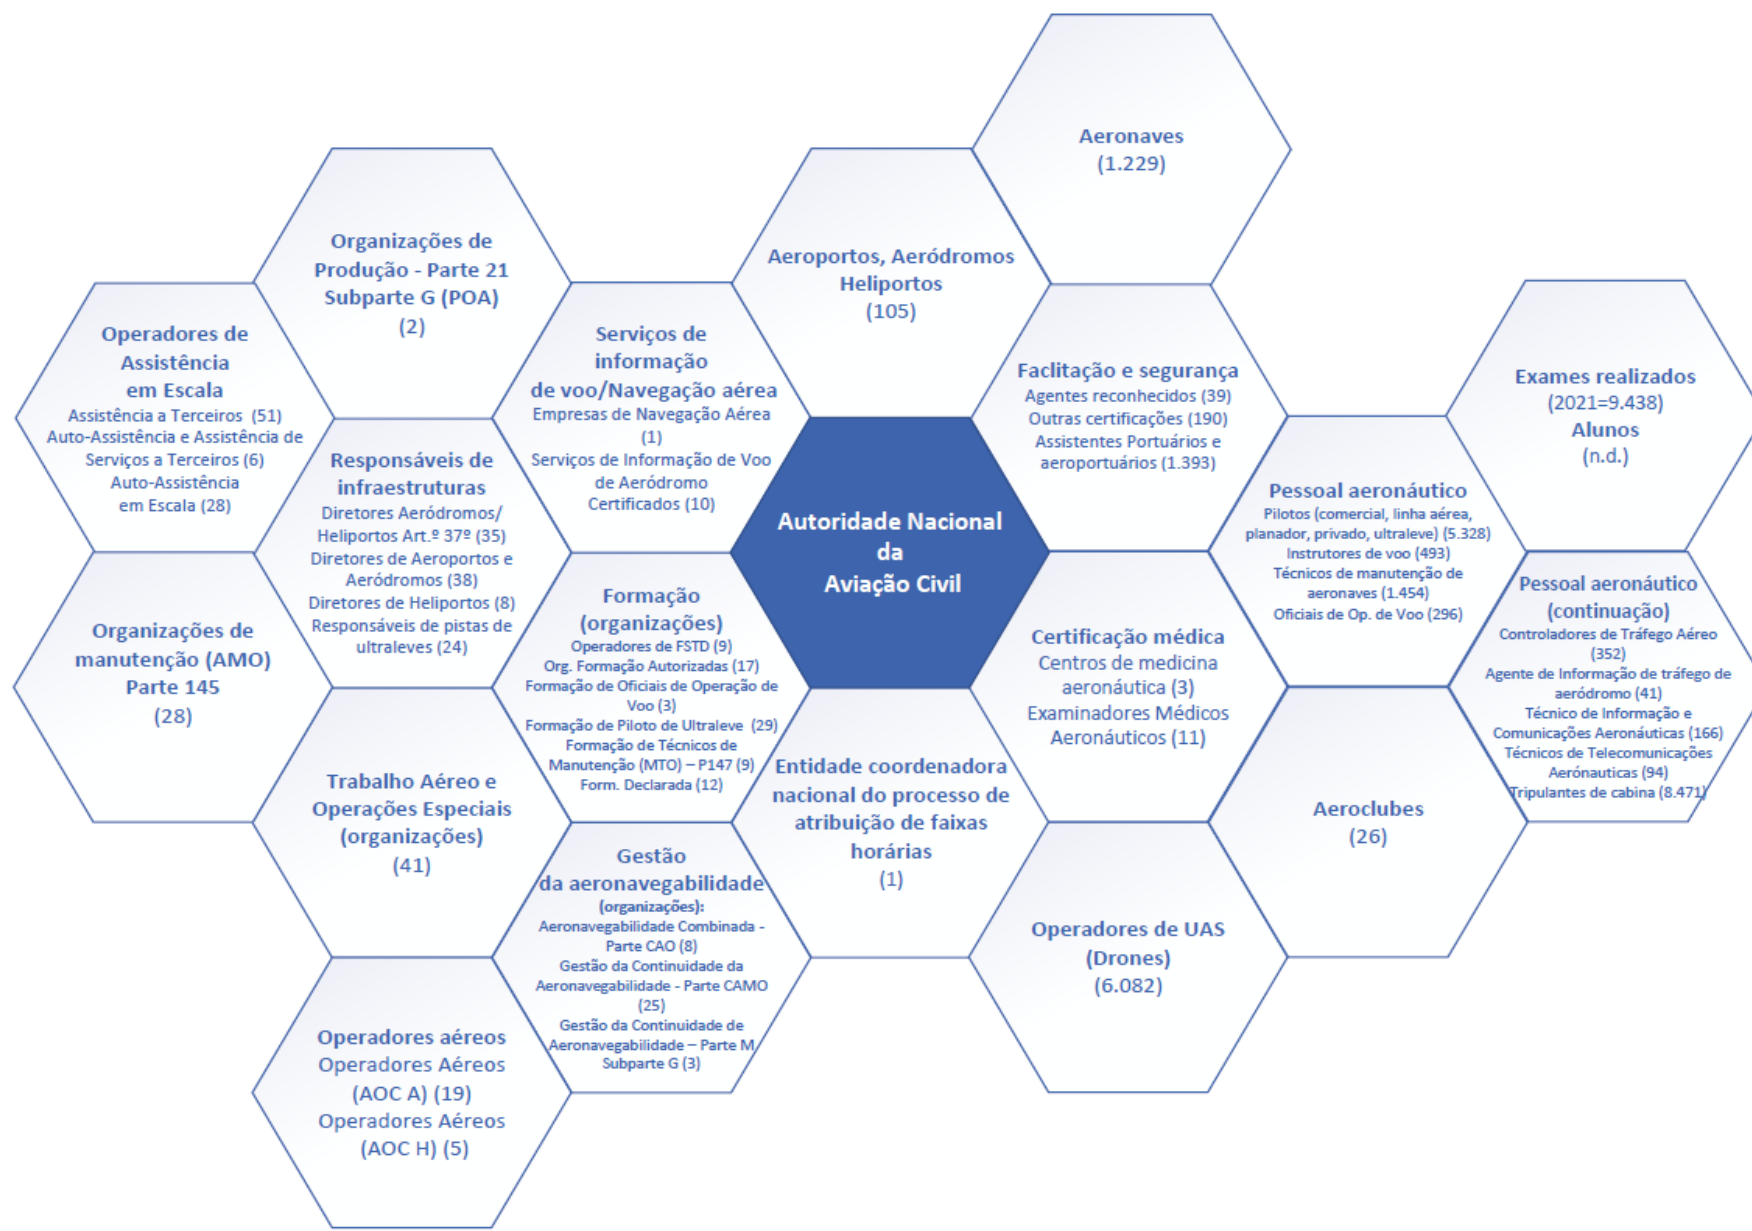 Aeronaves
(1.229)
Organizações de
Produção - Parte 21
Subparte G (POA)
(2)
Aeroportos, Aeródromos
Heliportos
(105)
Operadores de
Assistência
em Escala
Assistência a Terceiros (51)
Auto-Assistência e Assistência de
Serviços a Terceiros (6)
Auto-Assistência
em Escala (28)
Serviços de
informação
de voo/Navegação aérea
Empresas de Navegação Aérea
(1)
Serviços de Informação de Voo
de Aeródromo
Certificados (10)
Faclitação e segurança
Agentes reconhecidos (39)
Outras certificações (190)
Assistentes Portuários e
aeroportuários (1.393)
Exames realizados
(2021=9.438)
Alunos
(n.d.)
Responsáveis de
infraestruturas
Diretores Aeródromos/
Heliportos Art.º 37º (35)
Diretores de Aeroportos e
Aeródromos (38)
Diretores de Heliportos (8)
Responsáveis de pistas de
ultraleves (24)
Autoridade Nacional
da
Aviação Civil
Pessoal aeronáutico
Pilotos (comercial, linha aérea,
planador, privado, ultraleve) (5.328)
Instrutores de voo (493)
Técnicos de manutenção de
aeronaves (1.454)
Oficiais de Op. de Voo (296)
Organizações de
manutenção (AMO)
Parte 145
(28)
Formação
(organizações)
Operadores de FSTD (9)
Org. Formação Autorizadas (17)
Formação de Oficiais de Operação de
Voo (3)
Formação de Piloto de Ultraleve (29)
Formação de Técnicos de
Manutenção (MTO) – P147 (9)
Form. Declarada (12)
Certificação médica
Centros de medicina
aeronáutica (3)
Examinadores Médicos
Aeronáuticos (11)
Pessoal aeronáutico
(continuação)
Controladores de Tráfego Aéreo
(352)
Agente de Informação de tráfego de
aeródromo (41)
Técnico de Informação e
Comunicações Aeronáuticas (166)
Técnicos de Telecomunicações
Aerónauticas (94)
Tripulantes de cabina (8.471)
Trabalho Aéreo e
Operações Especiais
(organizações)
(41)
Entidade coordenadora
nacional do processo de
atribuição de faixas
horárias
(1)
Aeroclubes
(26)
Gestão
da aeronavegabilidade
(organizações):
Aeronavegabilidade Combinada -
Parte CAO (8)
Gestão da Continuidade da
Aeronavegabilidade - Parte CAMO
(25)
Gestão da Continuidade de
Aeronavegabilidade – Parte M
Subparte G (3)
Operadores de UAS
(Drones)
(6.082)
Operadores aéreos
Operadores Aéreos
(AOC A) (19)
Operadores Aéreos
(AOC H) (5)